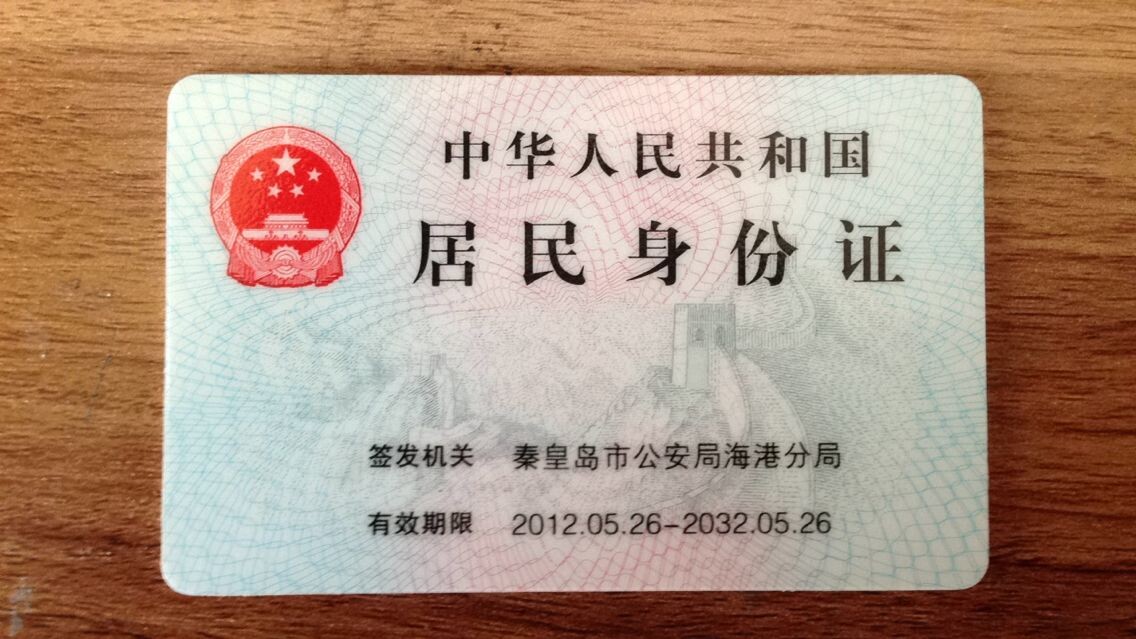 中华人民共和国
居民身份证
签发机关 秦皇岛市公安局海港分局
有效期限 2012.05.26-2032.05.26